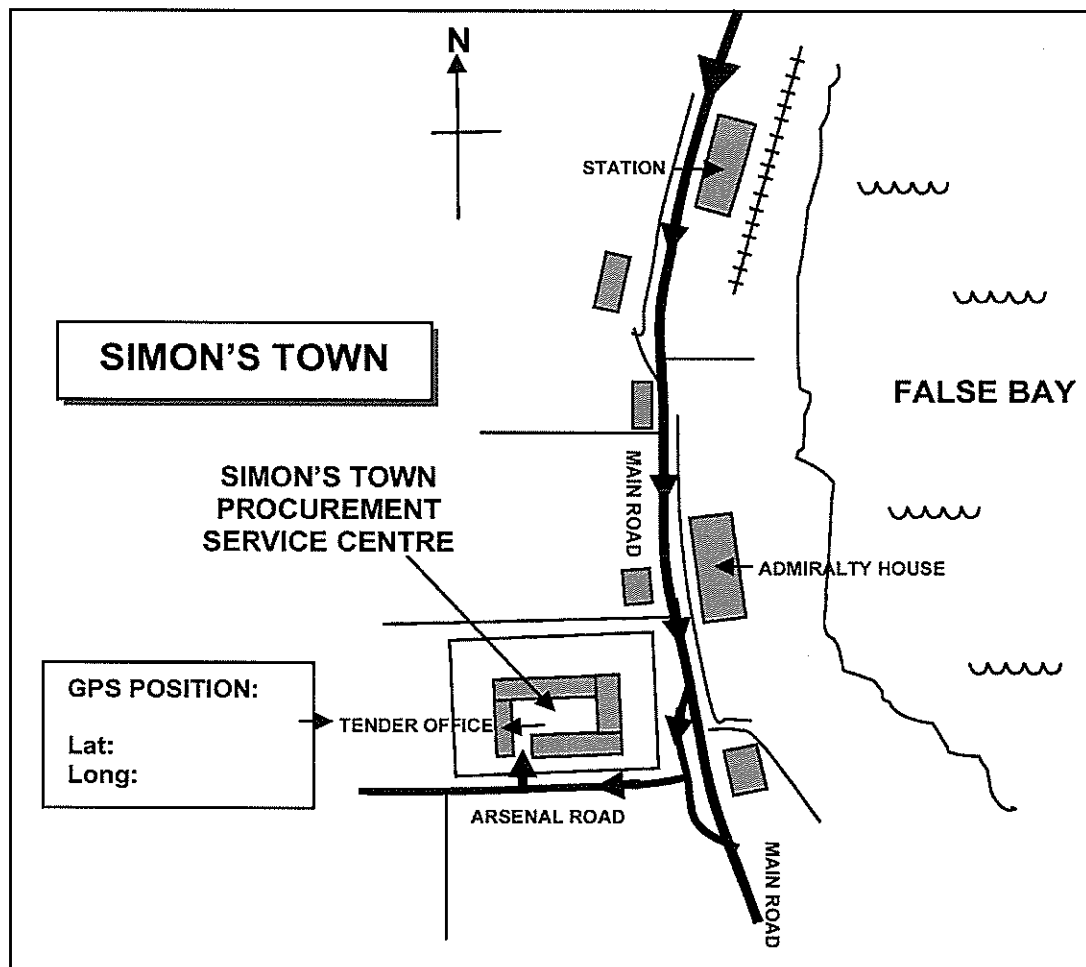 N
STATION
SIMON'S TOWN
FALSE BAY
MAIN ROAD
SIMON'S TOWN
PROCUREMENT
SERVICE CENTRE
ADMIRALTY HOUSE
GPS POSITION:
Lat:
Long:
TENDER OFFICE
ARSENAL ROAD
MAIN ROAD